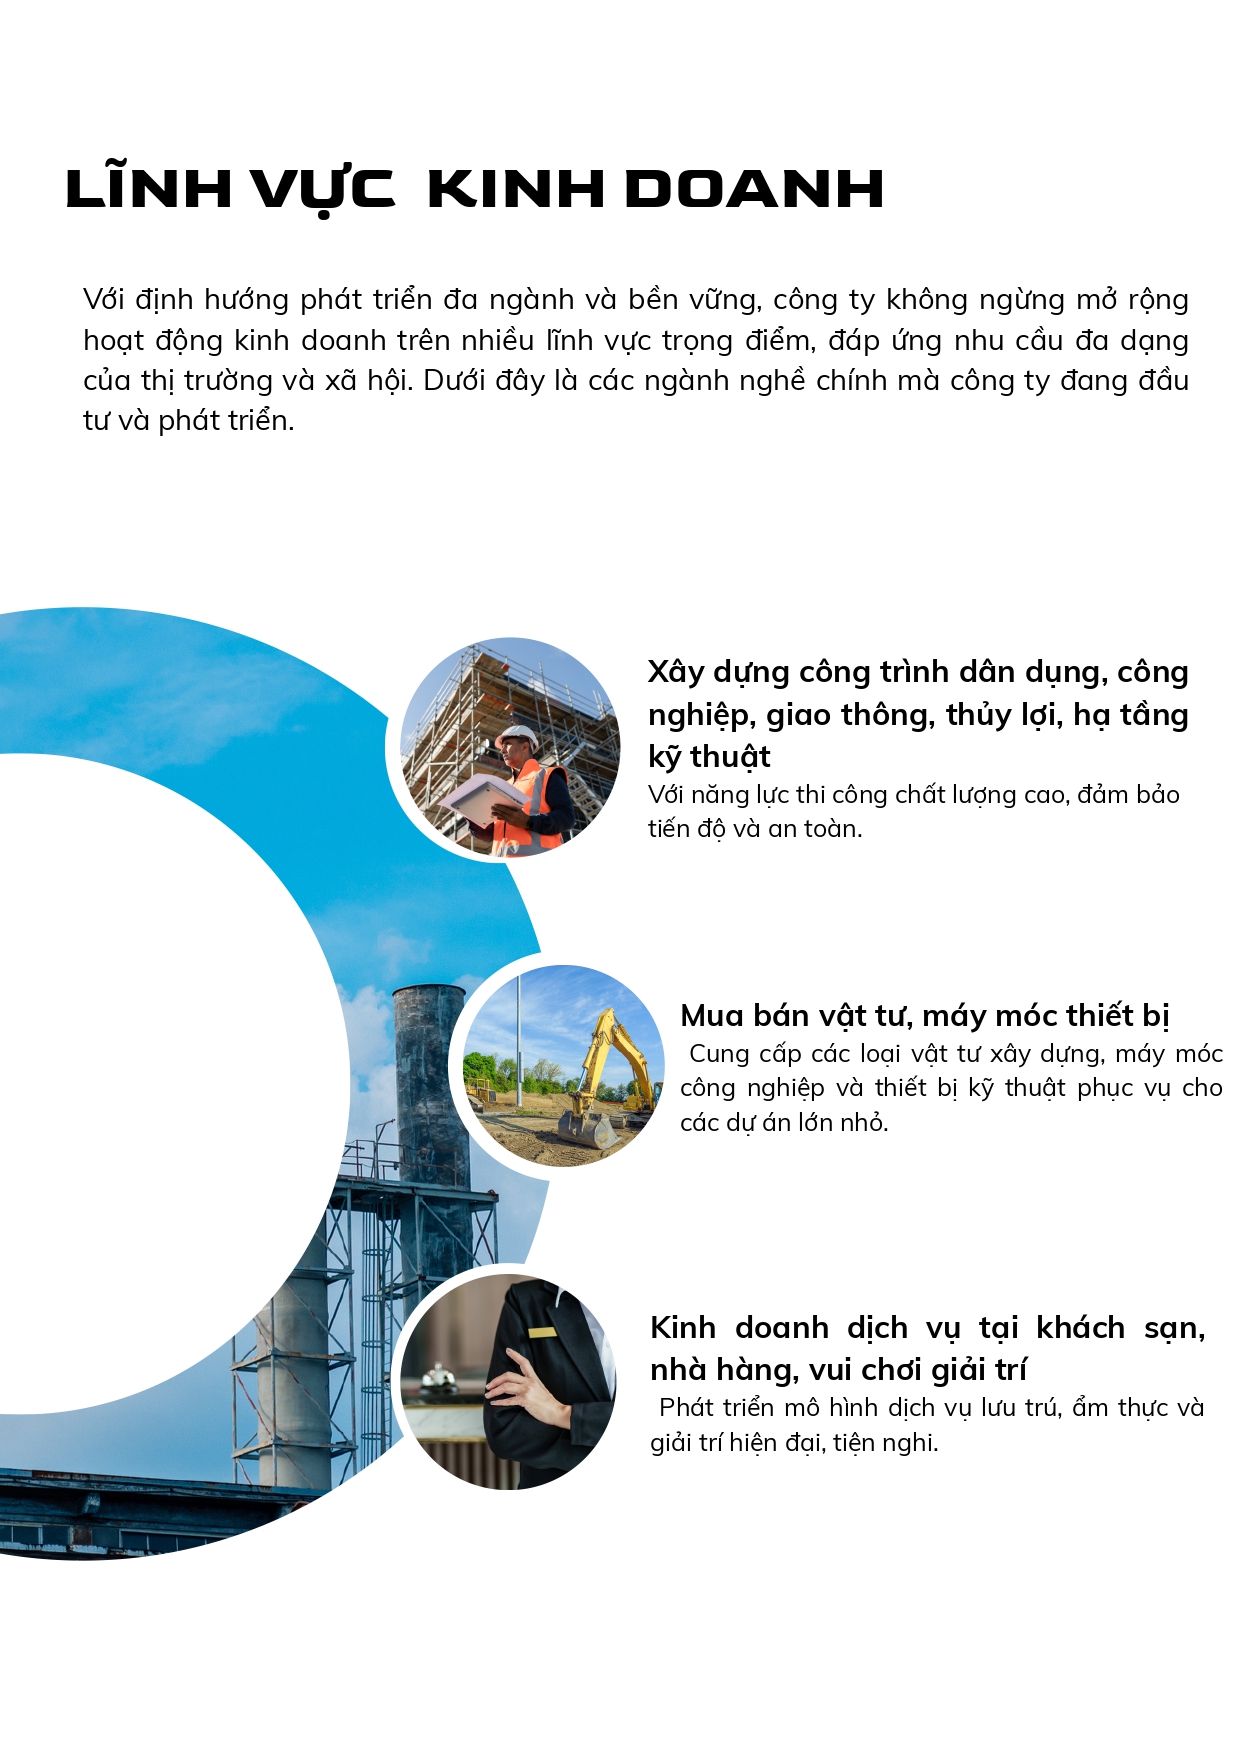 LĨNH VỰC KINH DOANH
Với định hướng phát triển đa ngành và bền vững, công ty không ngừng mở rộng
hoạt động kinh doanh trên nhiều lĩnh vực trọng điểm, đáp ứng nhu cầu đa dạng
của thị trường và xã hội. Dưới đây là các ngành nghề chính mà công ty đang đầu
tư và phát triển.
Xây dựng công trình dân dụng, công
nghiệp, giao thông, thủy lợi, hạ tầng
kỹ thuật
Với năng lực thi công chất lượng cao, đảm bảo
tiến độ và an toàn.
Mua bán vật tư, máy móc thiết bị
Cung cấp các loại vật tư xây dựng, máy móc
công nghiệp và thiết bị kỹ thuật phục vụ cho
các dự án lớn nhỏ.
Kinh doanh dịch vụ tại khách sạn,
nhà hàng, vui chơi giải trí
Phát triển mô hình dịch vụ lưu trú, ẩm thực và
giải trí hiện đại, tiện nghi.